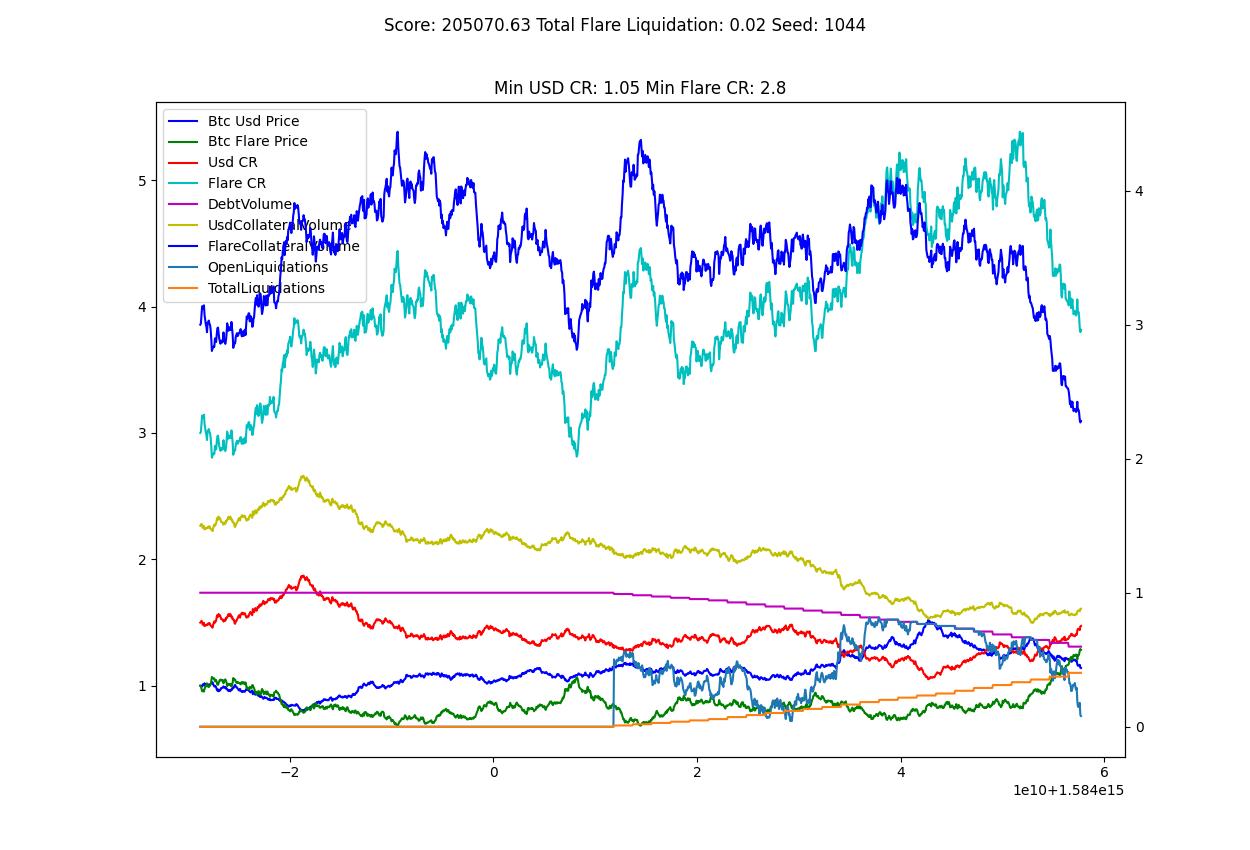 Score: 205070.63 Total Flare Liquidation: 0.02 Seed: 1044
Min USD CR: 1.05 Min Flare CR: 2.8
Btc Usd Price
Btc Flare Price
Usd CR
Flare CR
DebtVolume
UsdCollateralVolume
FlareCollateralVolume
OpenLiquidations
TotalLiquidations
5
4
3
2
1
4
3
2
1
0
−2
0
2
4
6
1e10+1.584e15